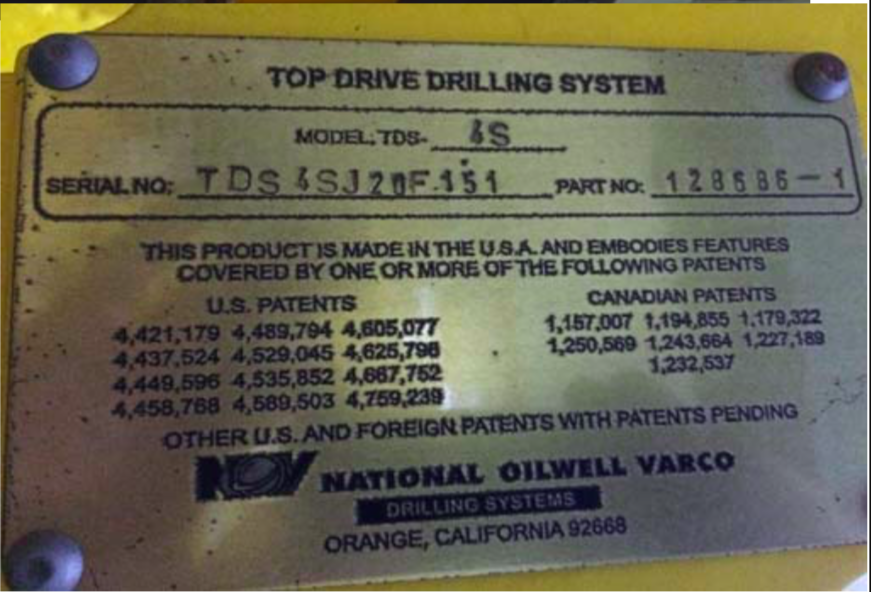 TOP DRIVE DRILLING SYSTEM
MODEL: TDS- 4S
SERIAL NO: TDS4SJ20F151 PART NO: 128686-1
THIS PRODUCT IS MADE IN THE U.S.A. AND EMBODIES FEATURES
COVERED BY ONE OR MORE OF THE FOLLOWING PATENTS
U.S. PATENTS CANADIAN PATENTS
4,421,179 4,489,794 4,605,077 1,157,007 1,194,855 1,179,322
4,437,524 4,529,045 4,625,796 1,250,569 1,243,664 1,227,189
4,449,596 4,535,852 4,667,752 1,232,537
4,458,768 4,589,503 4,759,239
OTHER U.S. AND FOREIGN PATENTS WITH PATENTS PENDING
NOV NATIONAL OILWELL VARCO
DRILLING SYSTEMS
ORANGE, CALIFORNIA 92668